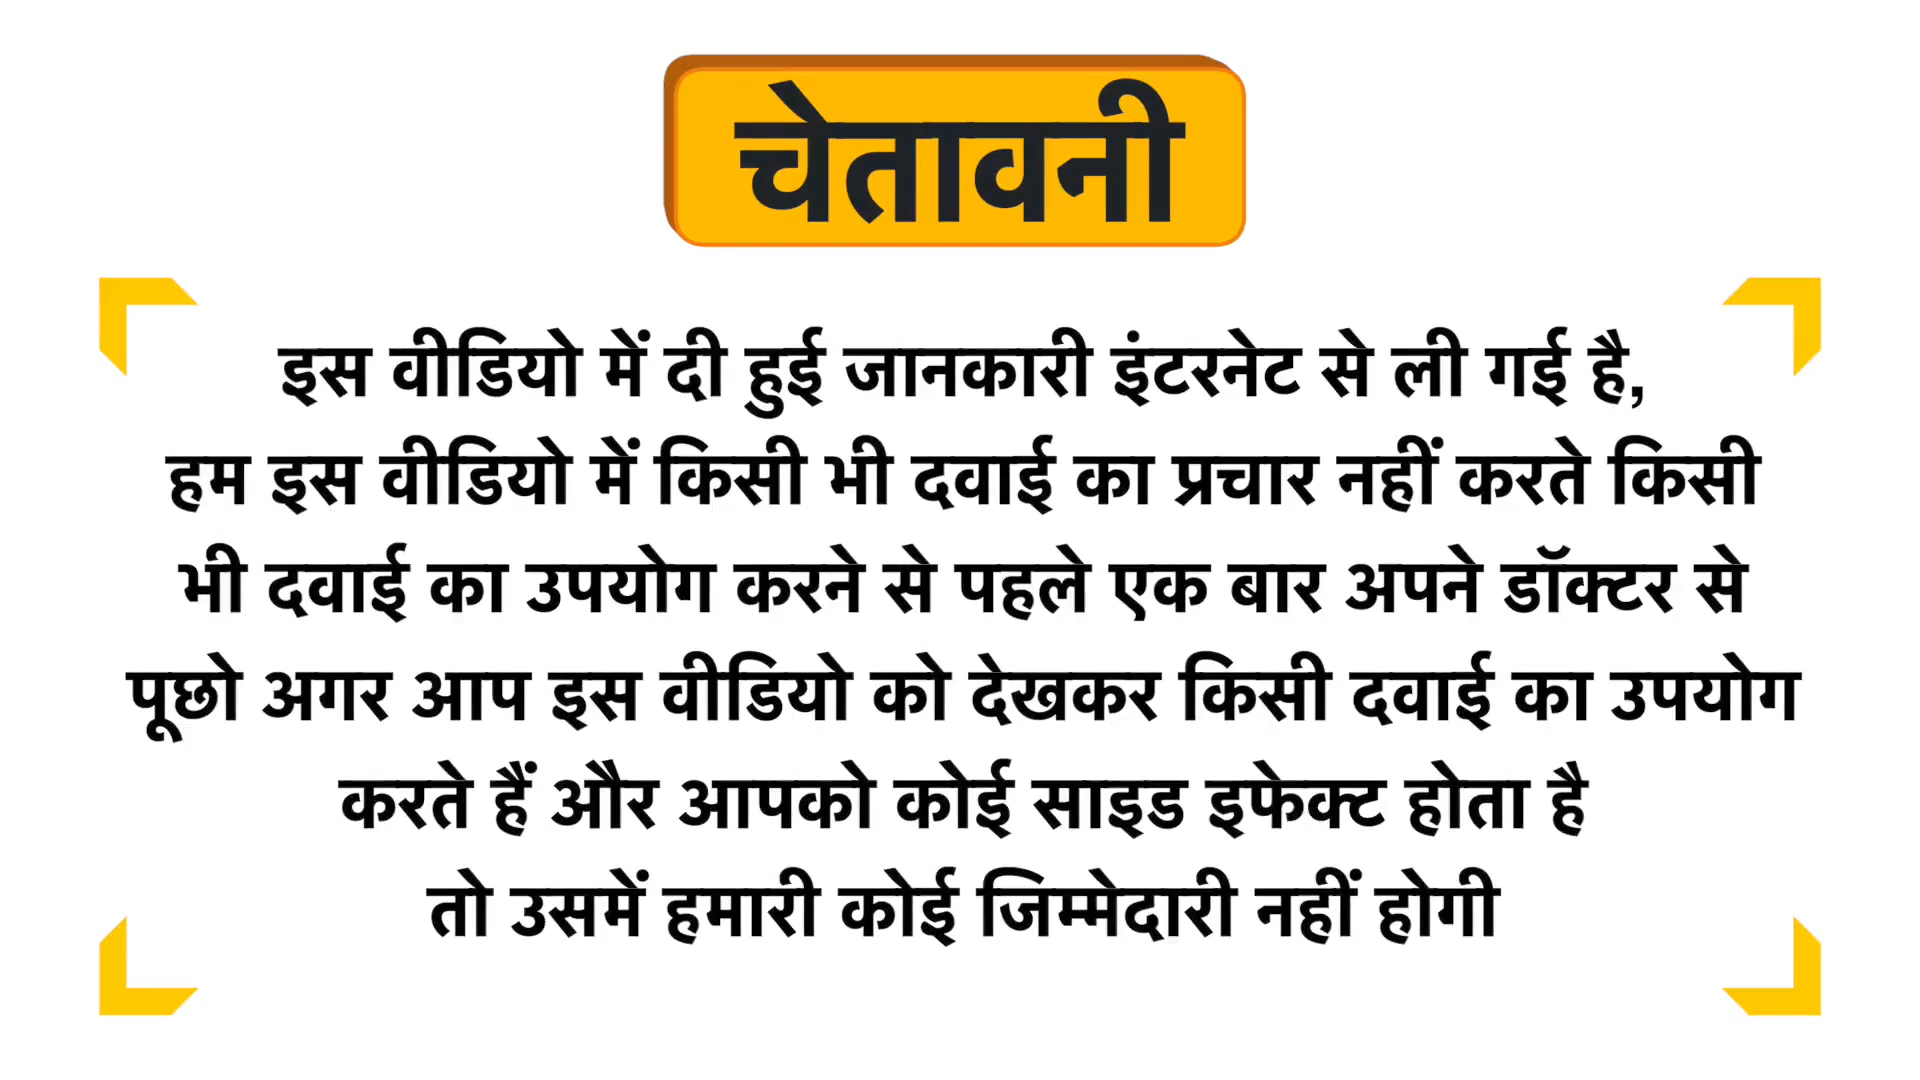 चेतावनी
इस वीडियो में दी हुई जानकारी इंटरनेट से ली गई है,
हम इस वीडियो में किसी भी दवाई का प्रचार नहीं करते किसी
भी दवाई का उपयोग करने से पहले एक बार अपने डॉक्टर से
पूछो अगर आप इस वीडियो को देखकर किसी दवाई का उपयोग
करते हैं और आपको कोई साइड इफेक्ट होता है
तो उसमें हमारी कोई जिम्मेदारी नहीं होगी